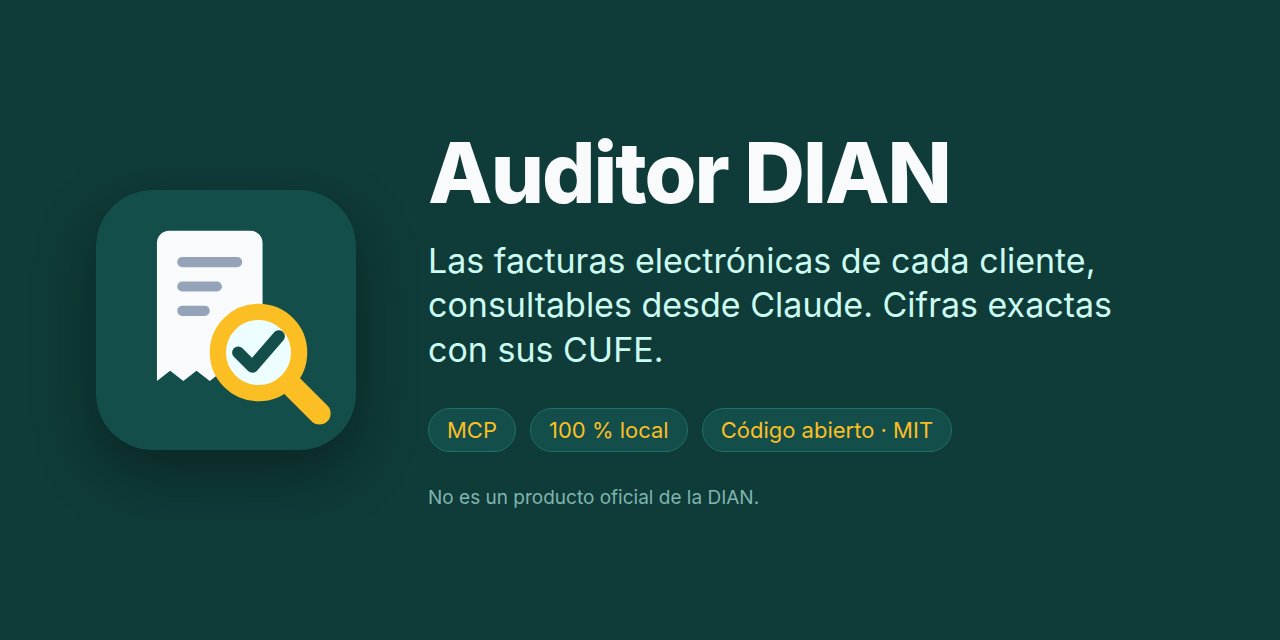 Auditor DIAN
Las facturas electrónicas de cada cliente,
consultables desde Claude. Cifras exactas
con sus CUFE.
MCP
100 % local
Código abierto · MIT
No es un producto oficial de la DIAN.